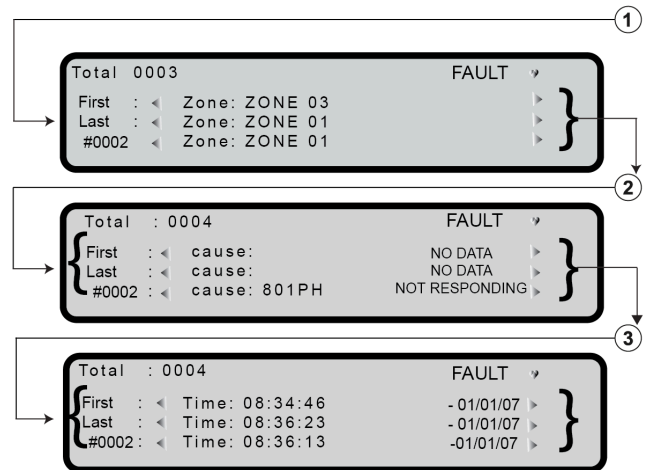 1
Total 0003 FAULT
First : Zone: ZONE 03
Last : Zone: ZONE 01
#0002 Zone: ZONE 01
2
Total : 0004 FAULT
First : cause: NO DATA
Last : cause: NO DATA
#0002 : cause: 801PH NOT RESPONDING
3
Total : 0004 FAULT
First : Time: 08:34:46 - 01/01/07
Last : Time: 08:36:23 - 01/01/07
#0002 : Time: 08:36:13 -01/01/07